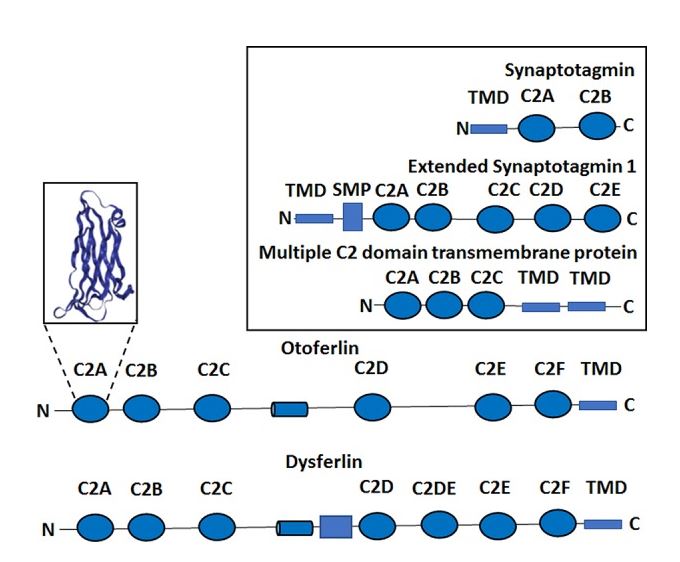 Synaptotagmin
TMD C2A C2B
N C
Extended Synaptotagmin 1
TMD SMP C2A C2B C2C C2D C2E
N C
Multiple C2 domain transmembrane protein
C2A C2B C2C TMD TMD
N C
Otoferlin
C2A C2B C2C C2D C2E C2F TMD
N C
Dysferlin
C2A C2B C2C C2D C2DE C2E C2F TMD
N C